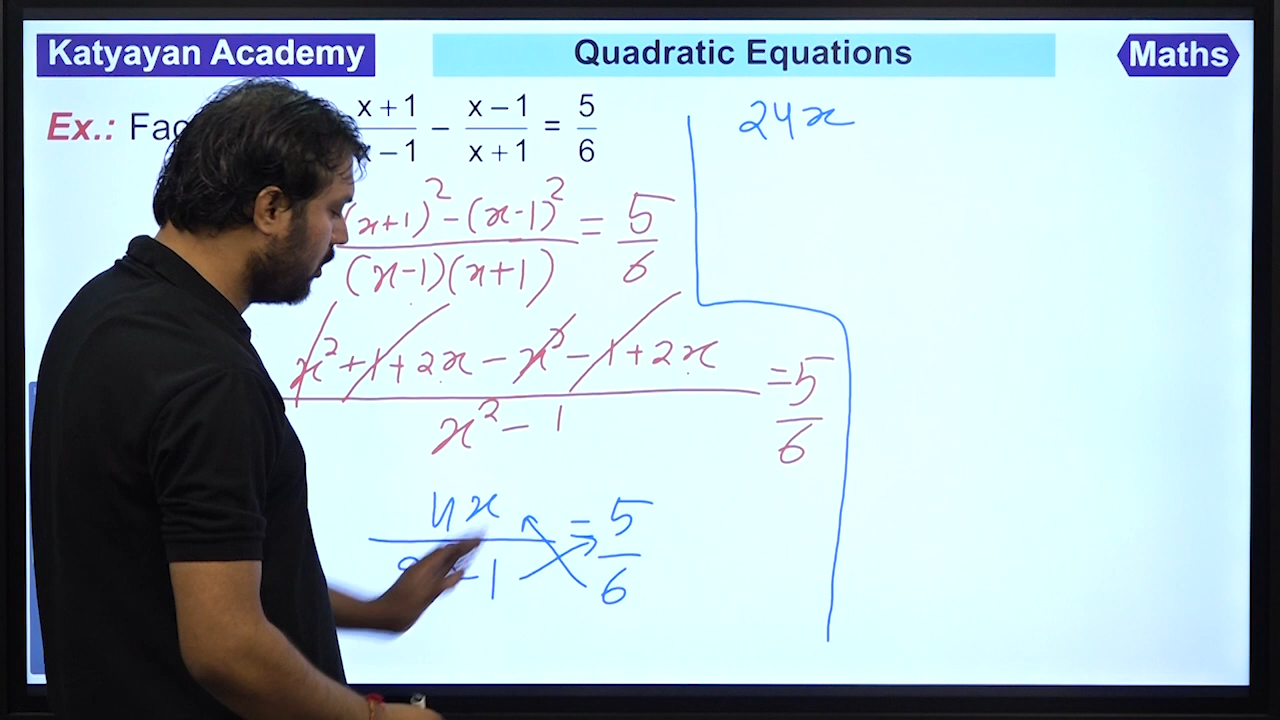 Katyayan Academy
Quadratic Equations
Maths
Ex.: x+1/x−1 − x−1/x+1 = 5/6
(x+1)²-(x-1)²/(x-1)(x+1) = 5/6
x²+1+2x-x²-1+2x/x²-1 = 5/6
4x/-1 = 5/6
24x